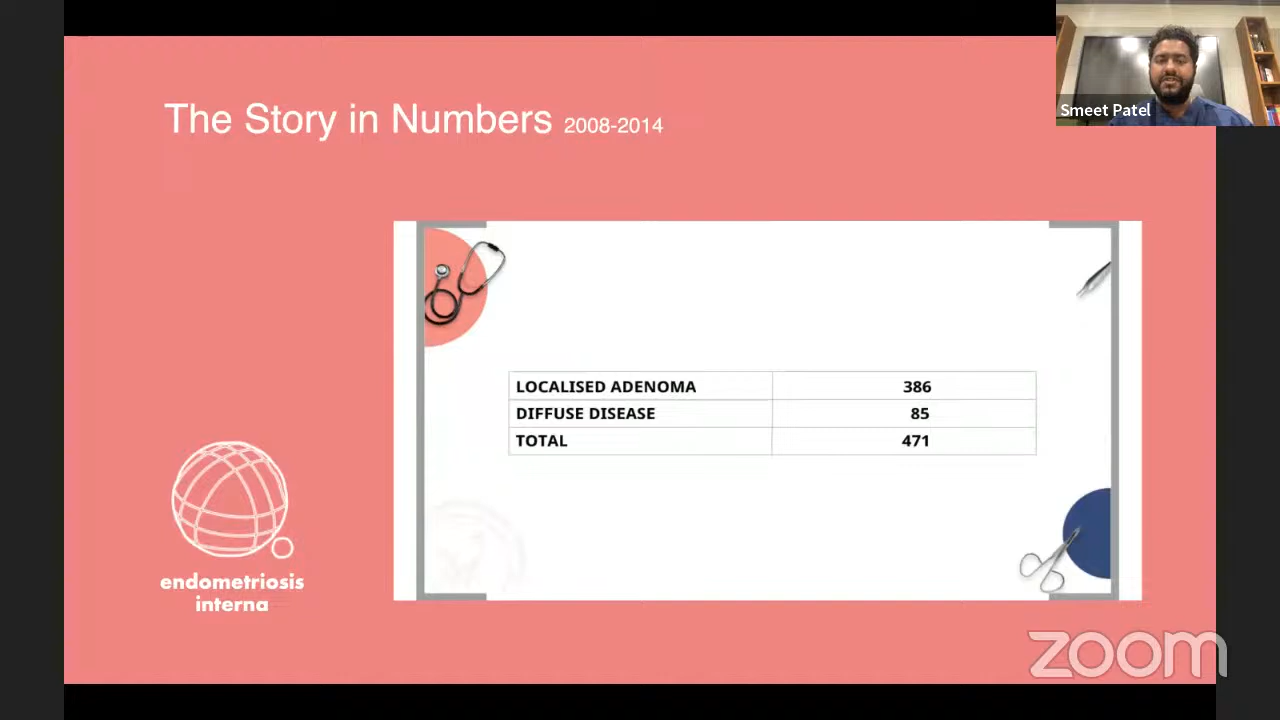 Smeet Patel
The Story in Numbers 2008-2014
LOCALISED ADENOMA 386
DIFFUSE DISEASE 85
TOTAL 471
endometriosis
interna
zoom